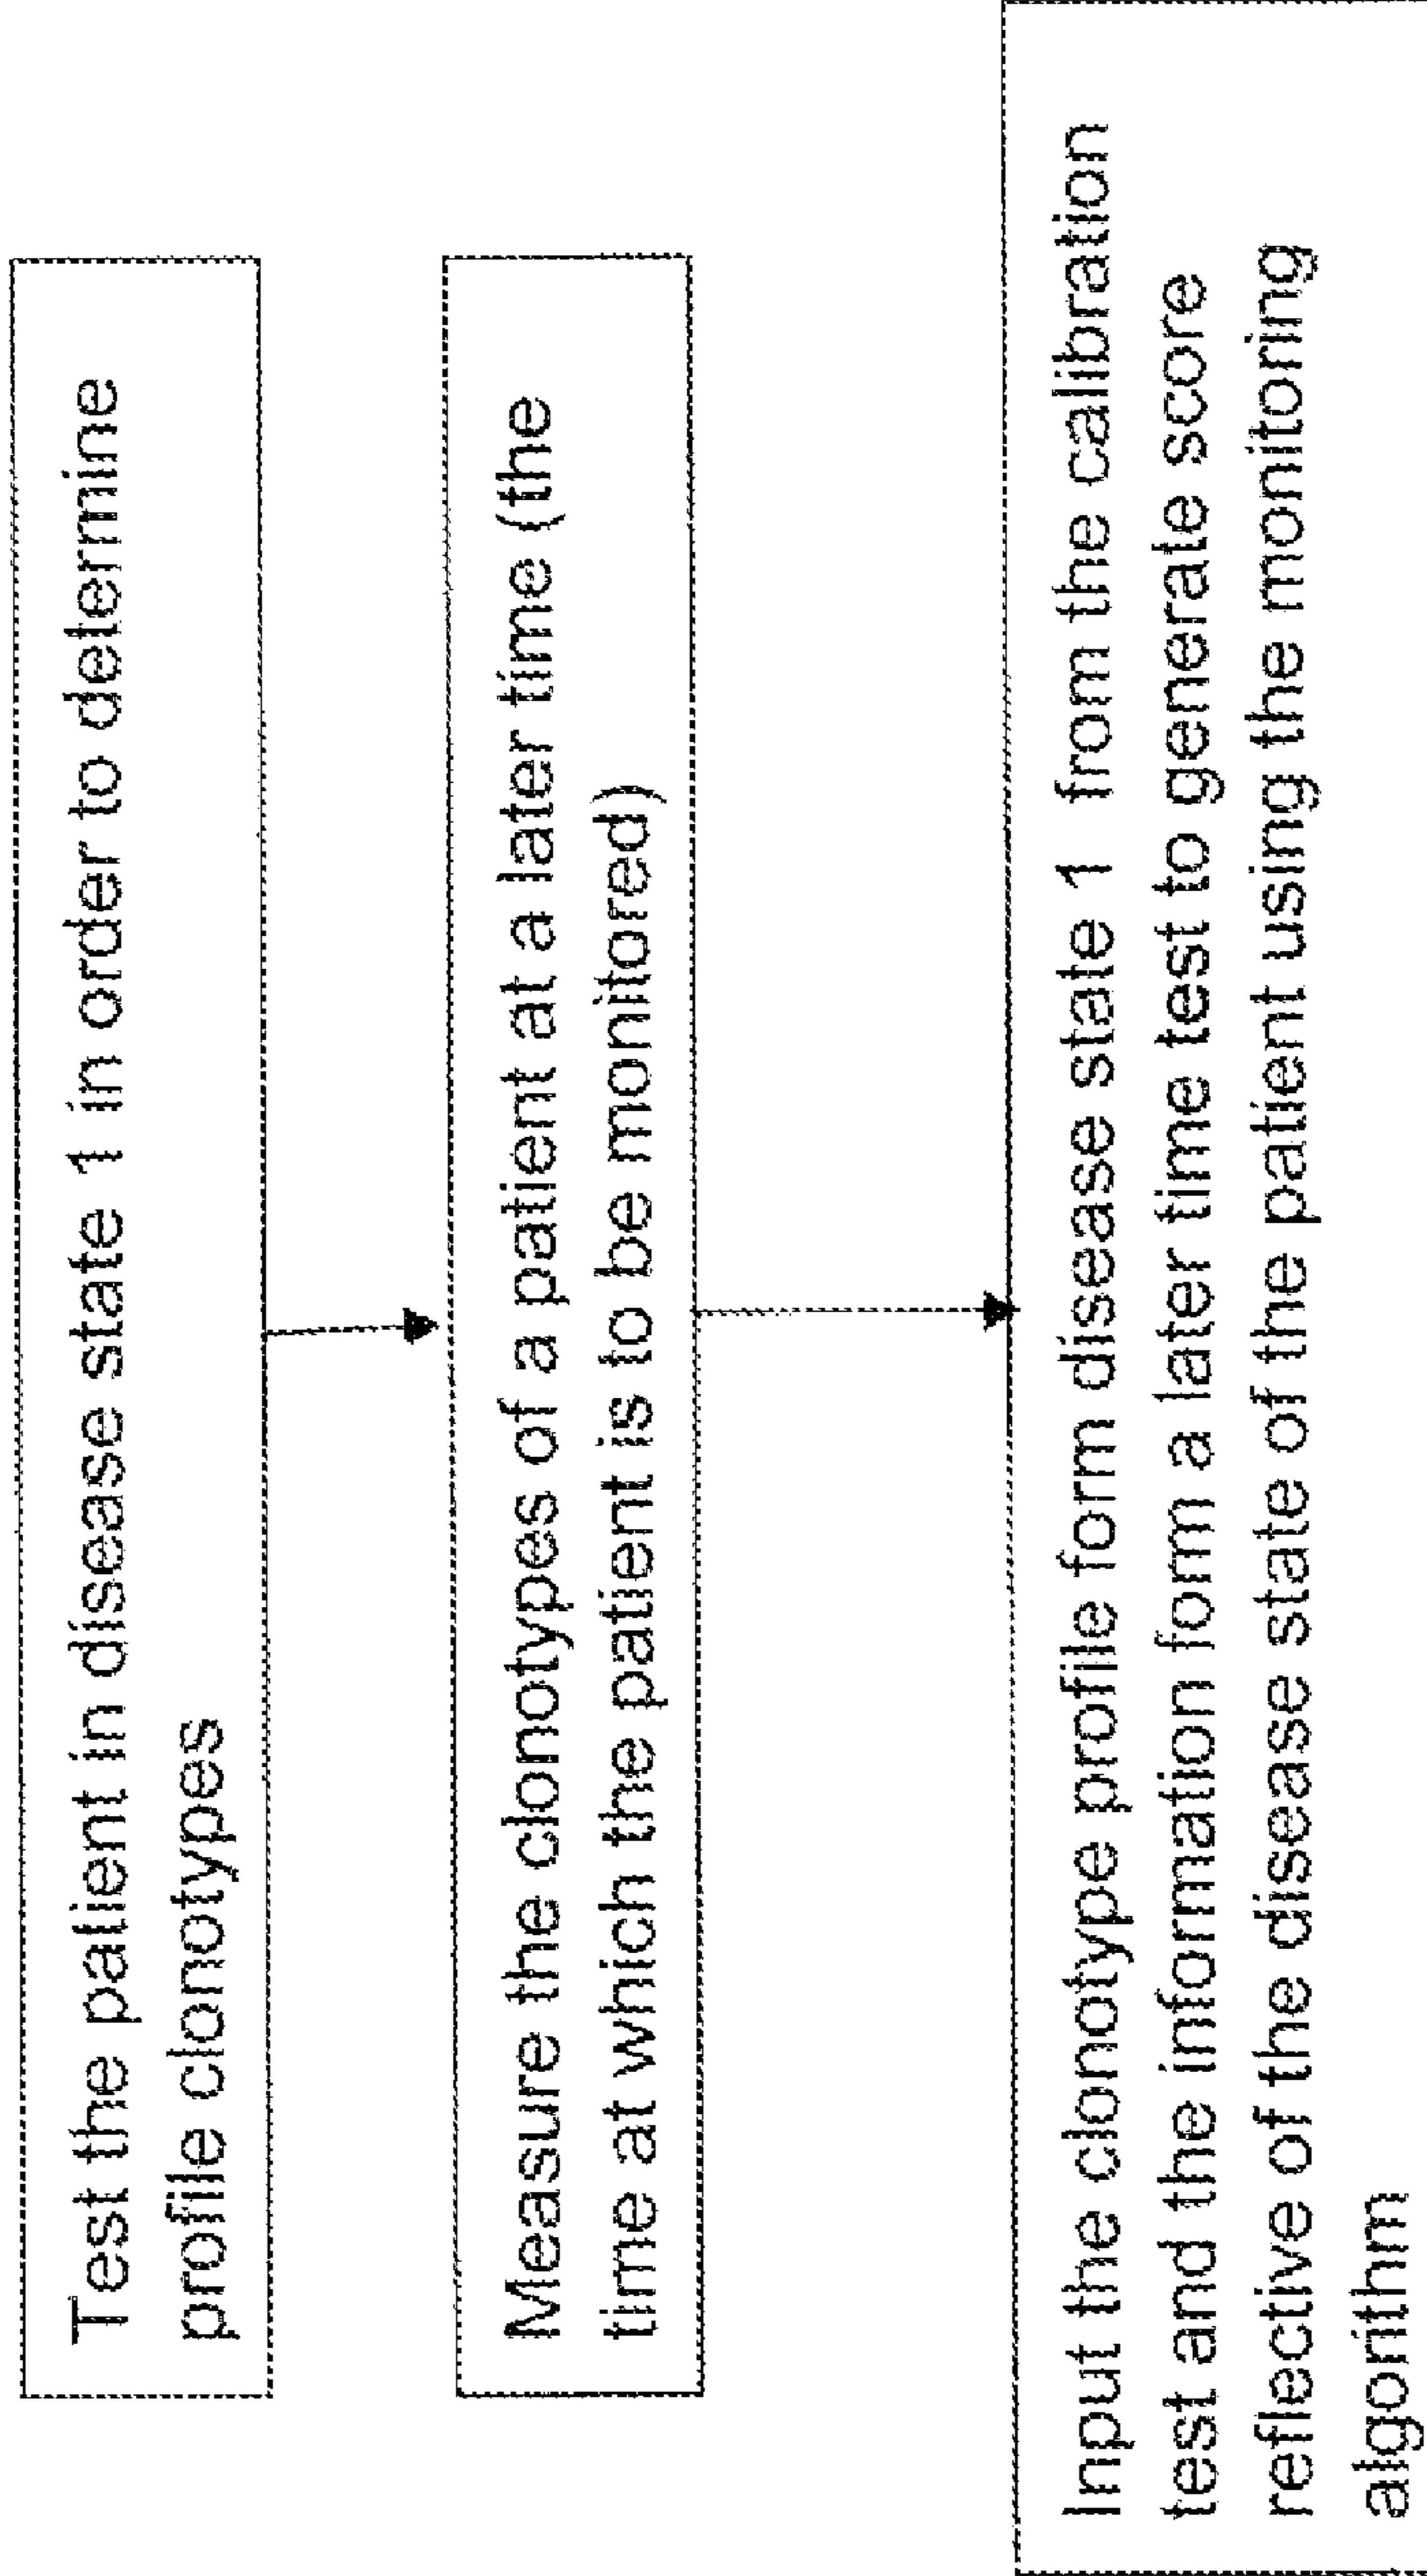 Test the patient in disease state 1 in order to determine
profile clonotypes
Measure the clonotypes of a patient at a later time (the
time at which the patient is to be monitored)
Input the clonotype profile form disease state 1 from the calibration
test and the information form a later time test to generate score
reflective of the disease state of the patient using the monitoring
algorithm